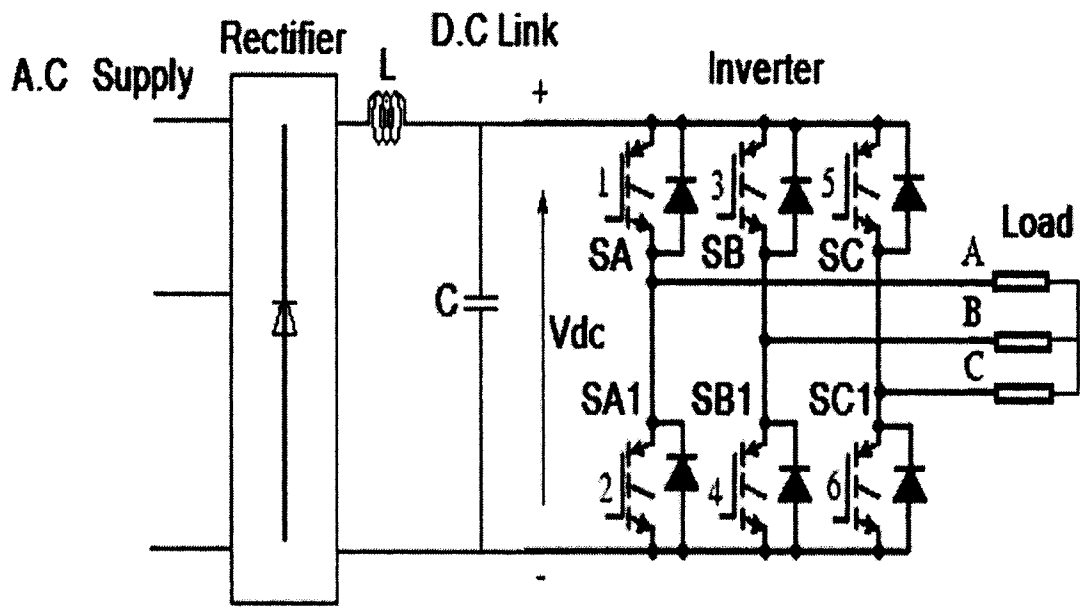 Rectifier
D.C Link
A.C Supply
L
Inverter
+
1
3
5
SA
SB
SC
Load
A
B
C
C
Vdc
SA1
SB1
SC1
2
4
6
-